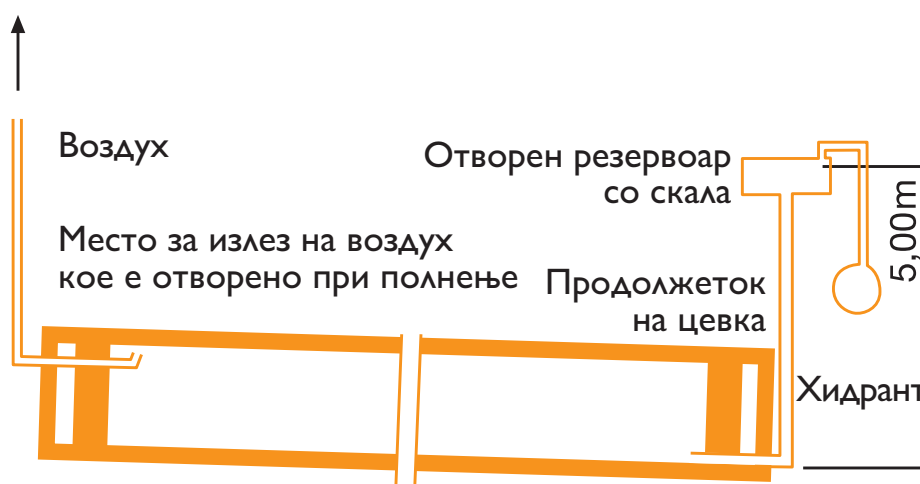 Воздух
Отворен резервоар
со скала
Место за излез на воздух
кое е отворено при полнење
Продолжеток
на цевка
5,00m
Хидрант